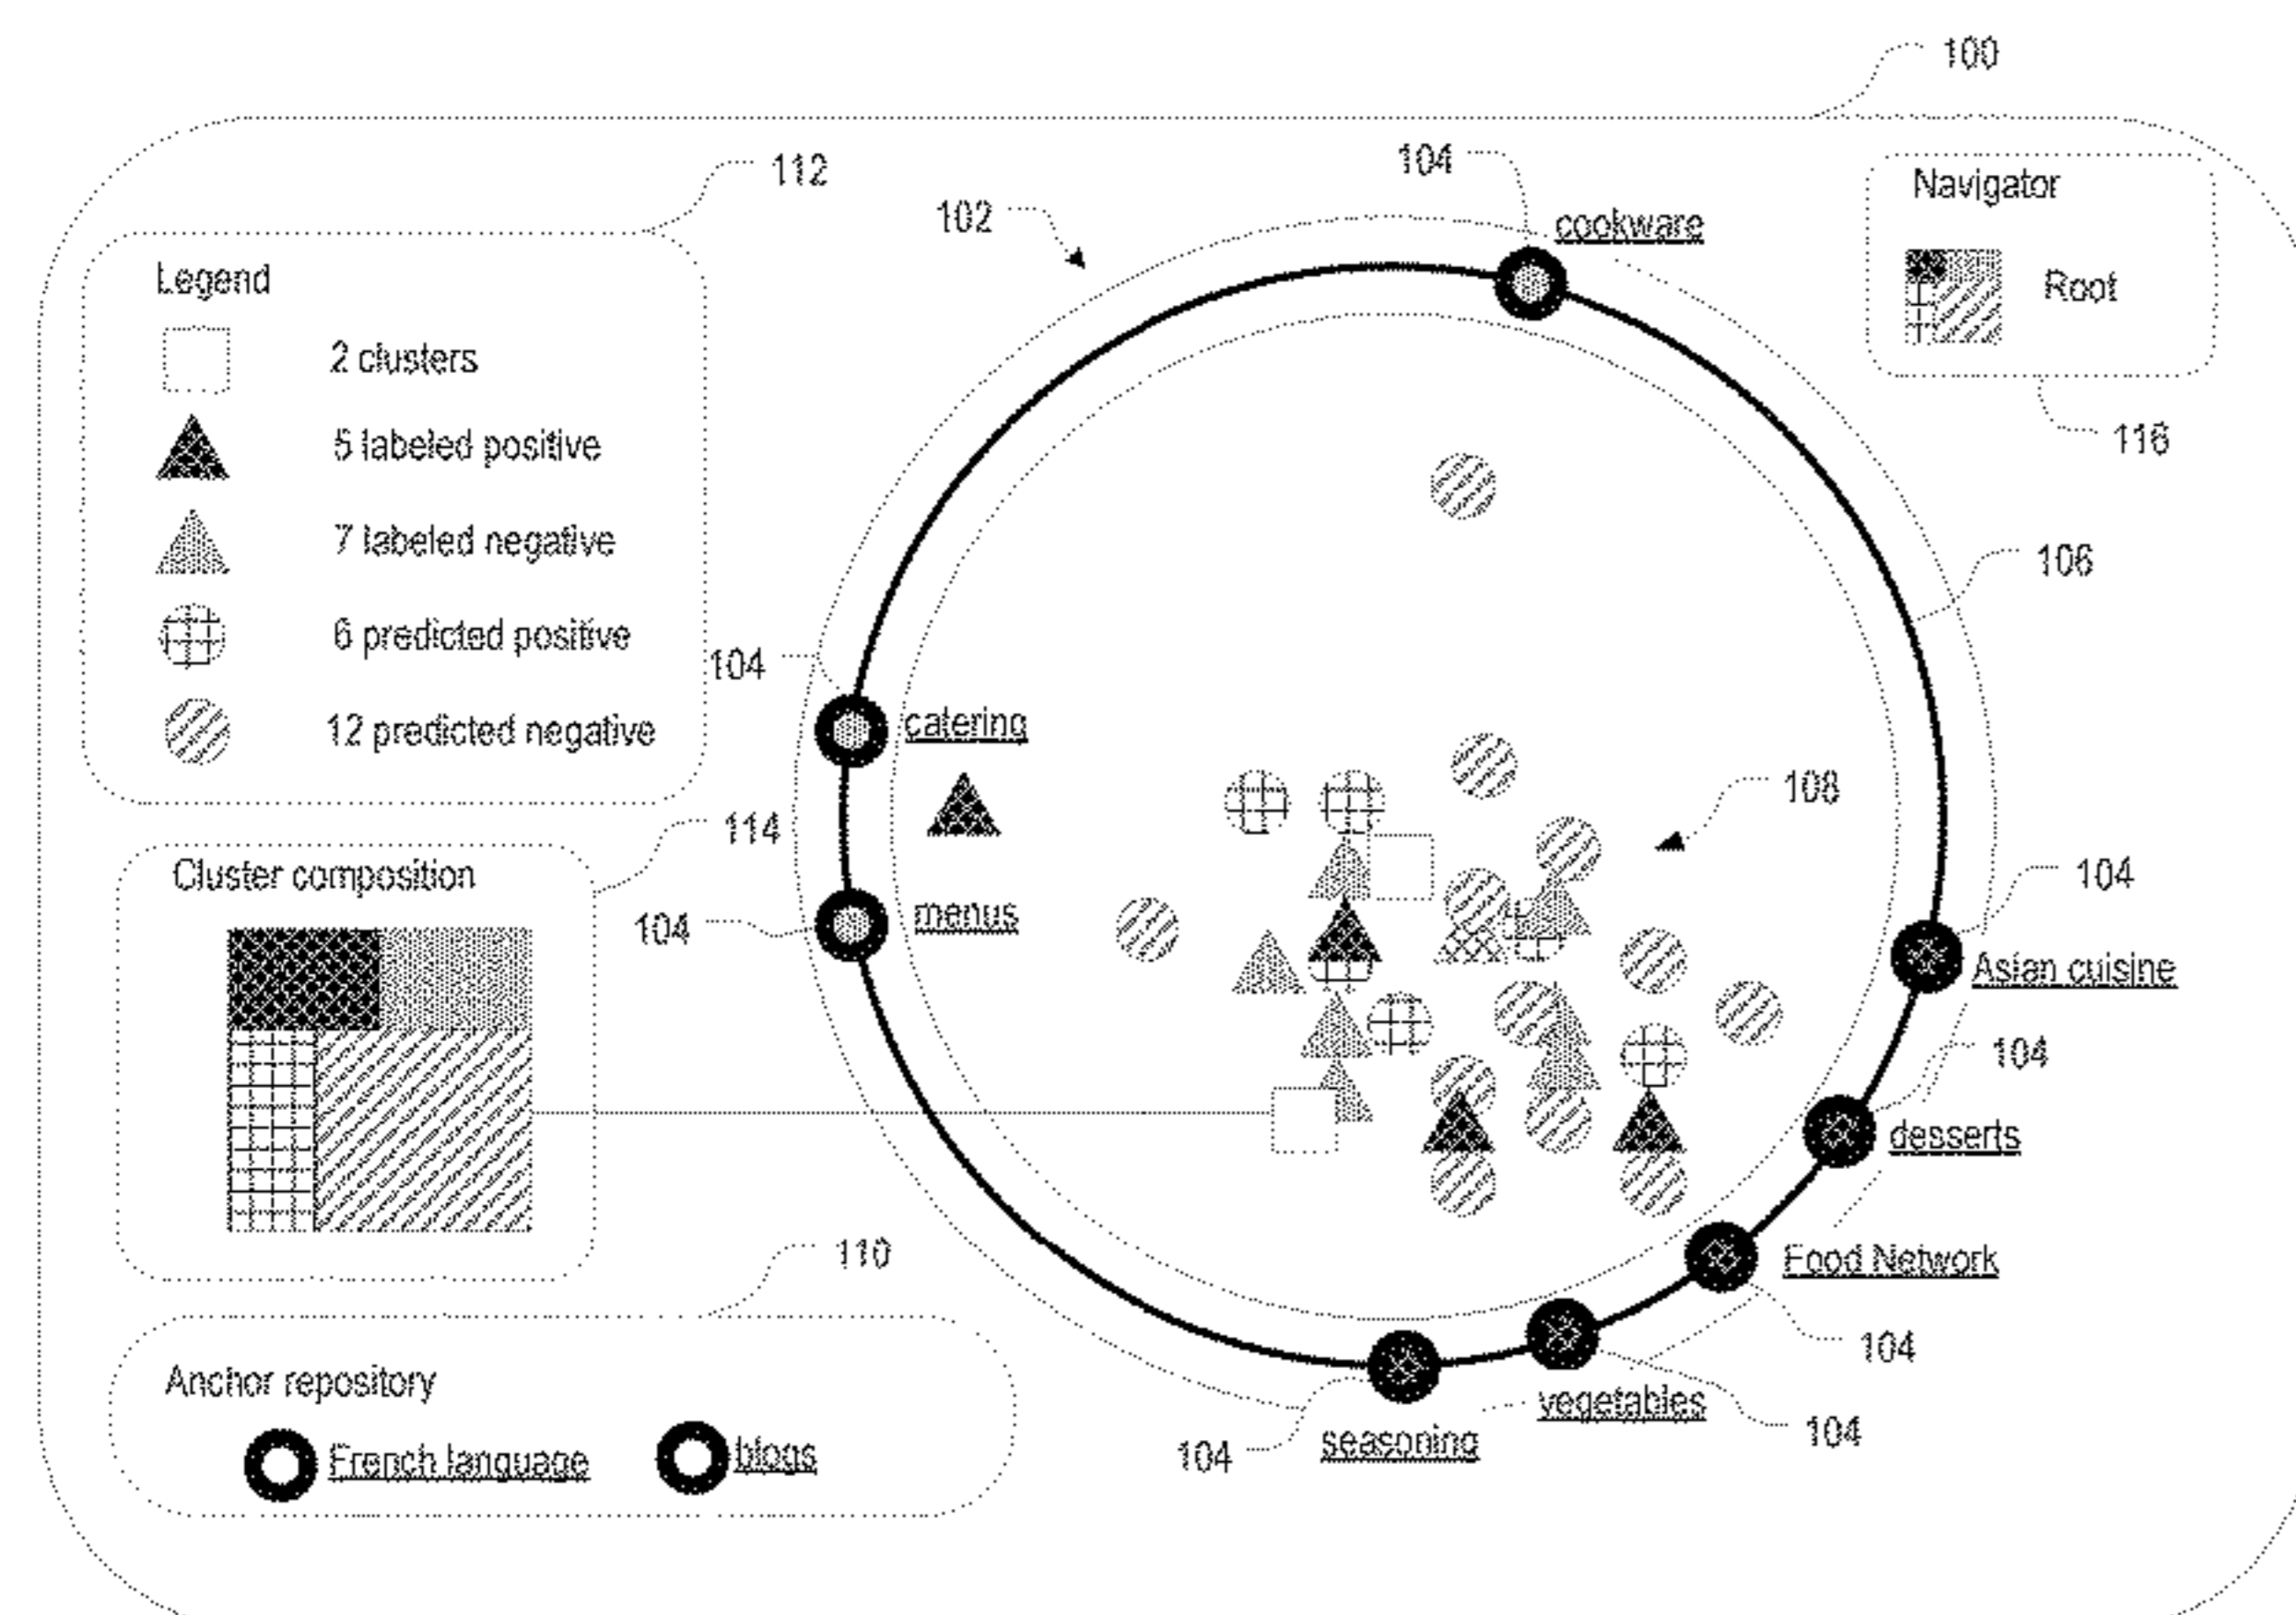 100
112
104
102
cookware
Navigator
Root
116
Legend
2 clusters
5 labeled positive
7 labeled negative
6 predicted positive
12 predicted negative
106
104
catering
108
114
Cluster composition
menus
104
104
Asian cuisine
104
desserts
110
Food Network
104
Anchor repository
French language
blogs
vegetables
104
seasoning
104